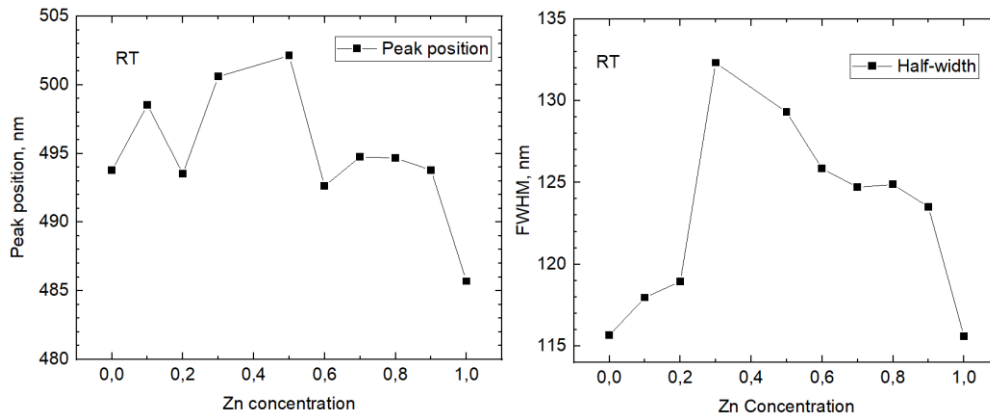 505
500
495
490
485
480
Peak position, nm
RT
Peak position
0,0 0,2 0,4 0,6 0,8 1,0
Zn concentration
135
130
125
120
115
FWHM, nm
RT
Half-width
0,0 0,2 0,4 0,6 0,8 1,0
Zn Concentration